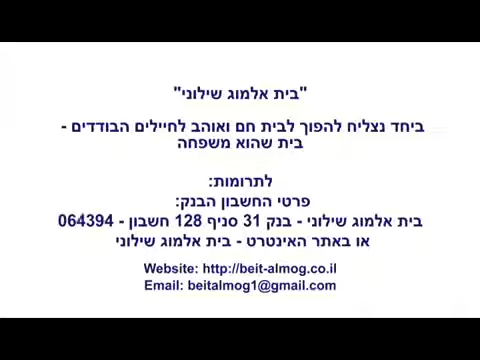 "בית אלמוג שילוני"
ביחד נצליח להפוך לבית חם ואוהב לחיילים הבודדים -
בית שהוא משפחה
לתרומות:
פרטי החשבון הבנק:
בית אלמוג שילוני - בנק 31 סניף 128 חשבון - 064394
או באתר האינטרט - בית אלמוג שילוני
Website: http://beit-almog.co.il
Email: beitalmog1@gmail.com